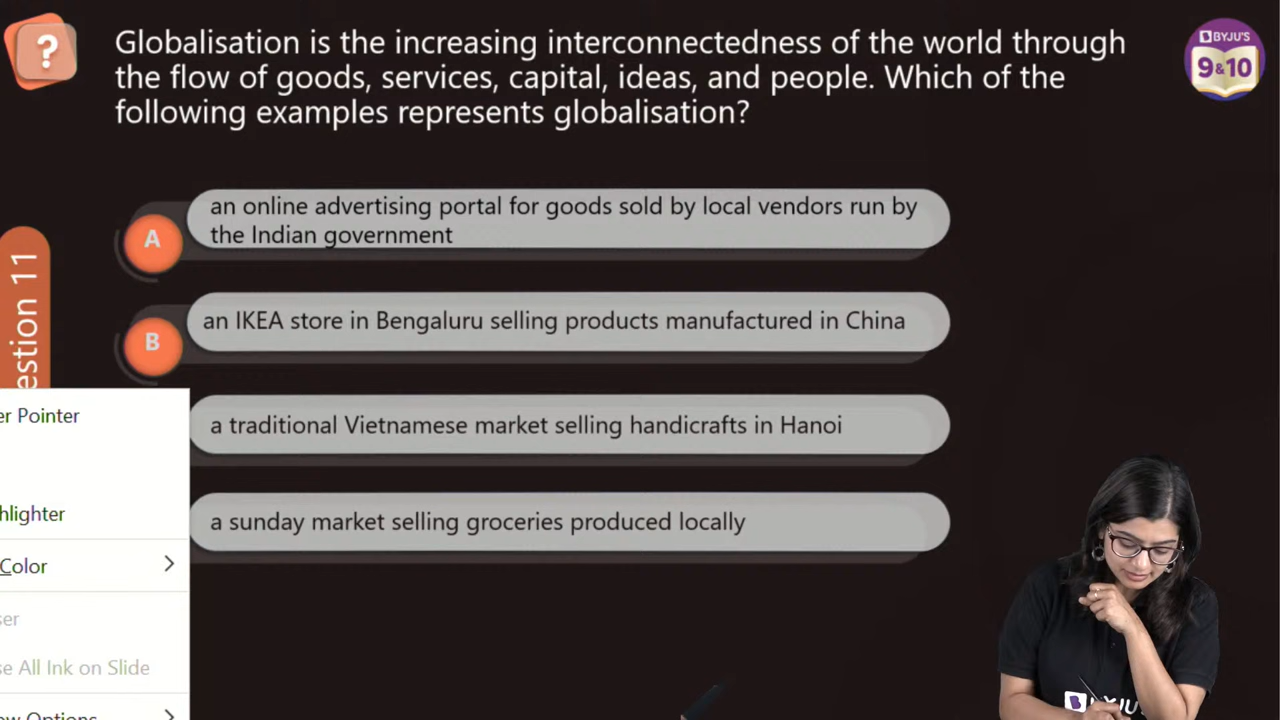 ?
Globalisation is the increasing interconnectedness of the world through
the flow of goods, services, capital, ideas, and people. Which of the
following examples represents globalisation?
BYJU'S
9&10
estion 11
A
an online advertising portal for goods sold by local vendors run by
the Indian government
B
an IKEA store in Bengaluru selling products manufactured in China
a traditional Vietnamese market selling handicrafts in Hanoi
a sunday market selling groceries produced locally
er Pointer
hlighter
Color
ser
se All Ink on Slide
ow Options
BYJU'S